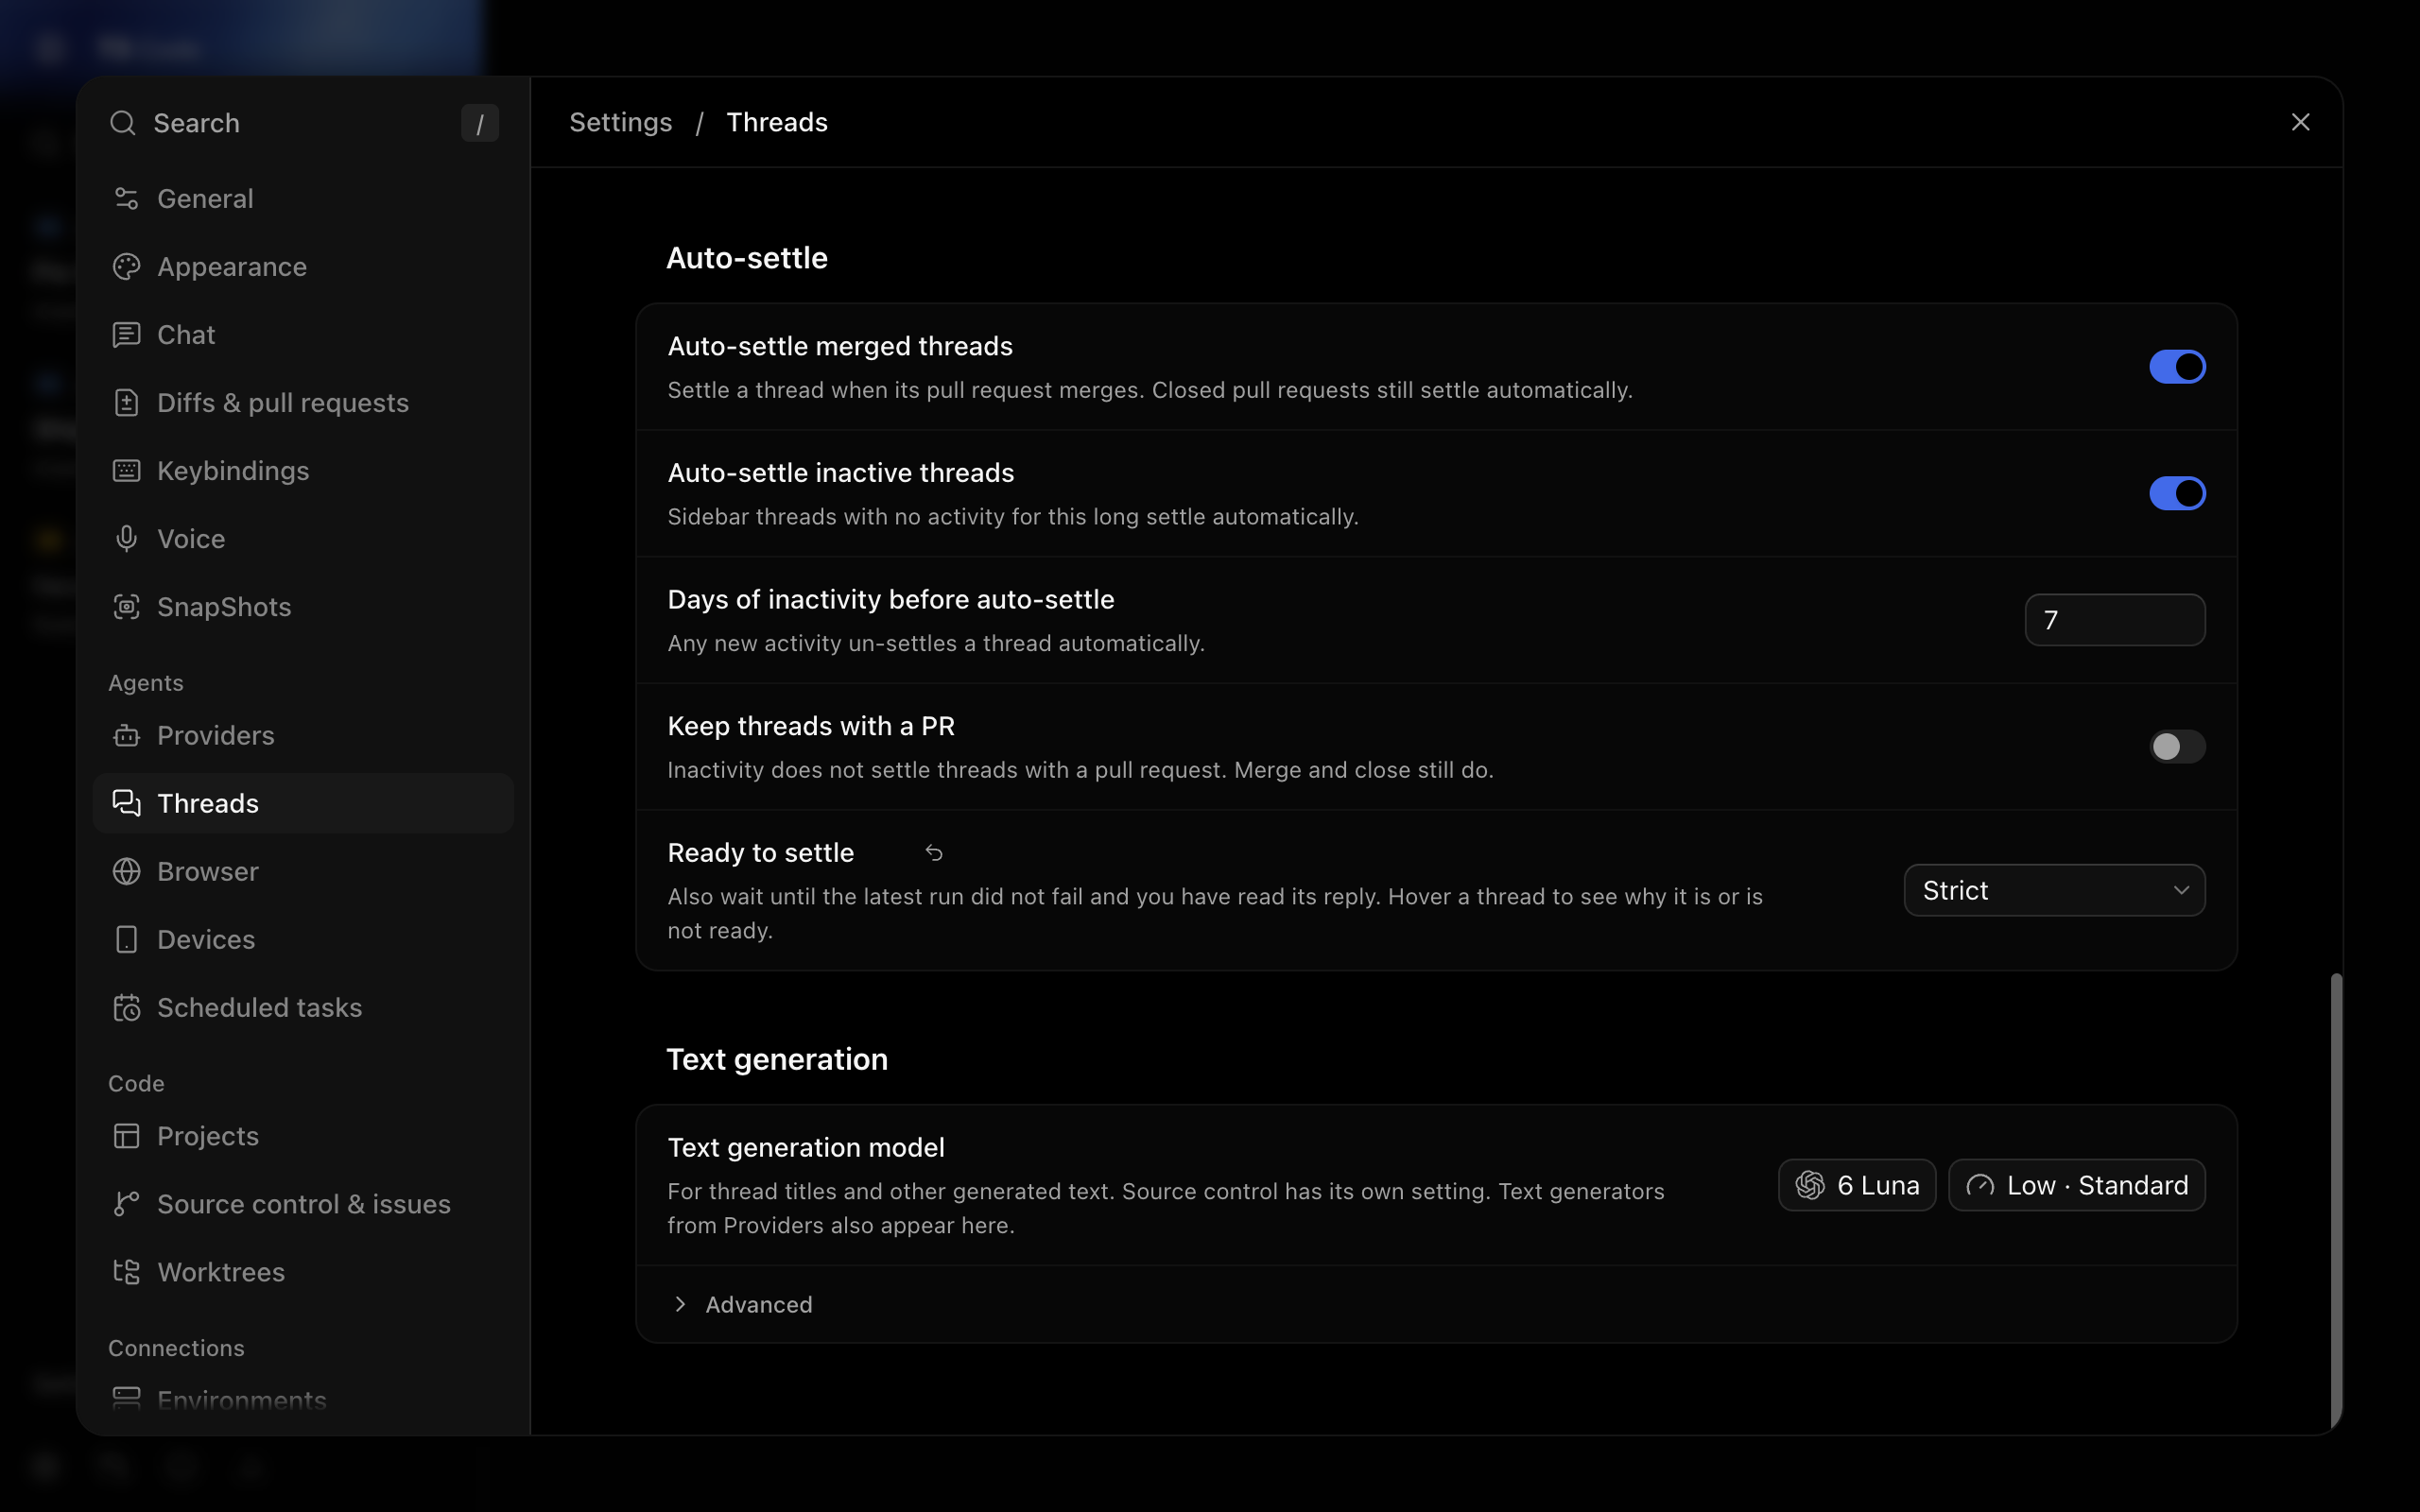 Search
/
General
Appearance
Chat
Diffs & pull requests
Keybindings
Voice
SnapShots
Agents
Providers
Threads
Browser
Devices
Scheduled tasks
Code
Projects
Source control & issues
Worktrees
Connections
Environments
Settings / Threads
Auto-settle
Auto-settle merged threads
Settle a thread when its pull request merges. Closed pull requests still settle automatically.
Auto-settle inactive threads
Sidebar threads with no activity for this long settle automatically.
Days of inactivity before auto-settle
Any new activity un-settles a thread automatically.
7
Keep threads with a PR
Inactivity does not settle threads with a pull request. Merge and close still do.
Ready to settle
Also wait until the latest run did not fail and you have read its reply. Hover a thread to see why it is or is
not ready.
Strict
Text generation
Text generation model
For thread titles and other generated text. Source control has its own setting. Text generators
from Providers also appear here.
6 Luna
Low · Standard
Advanced